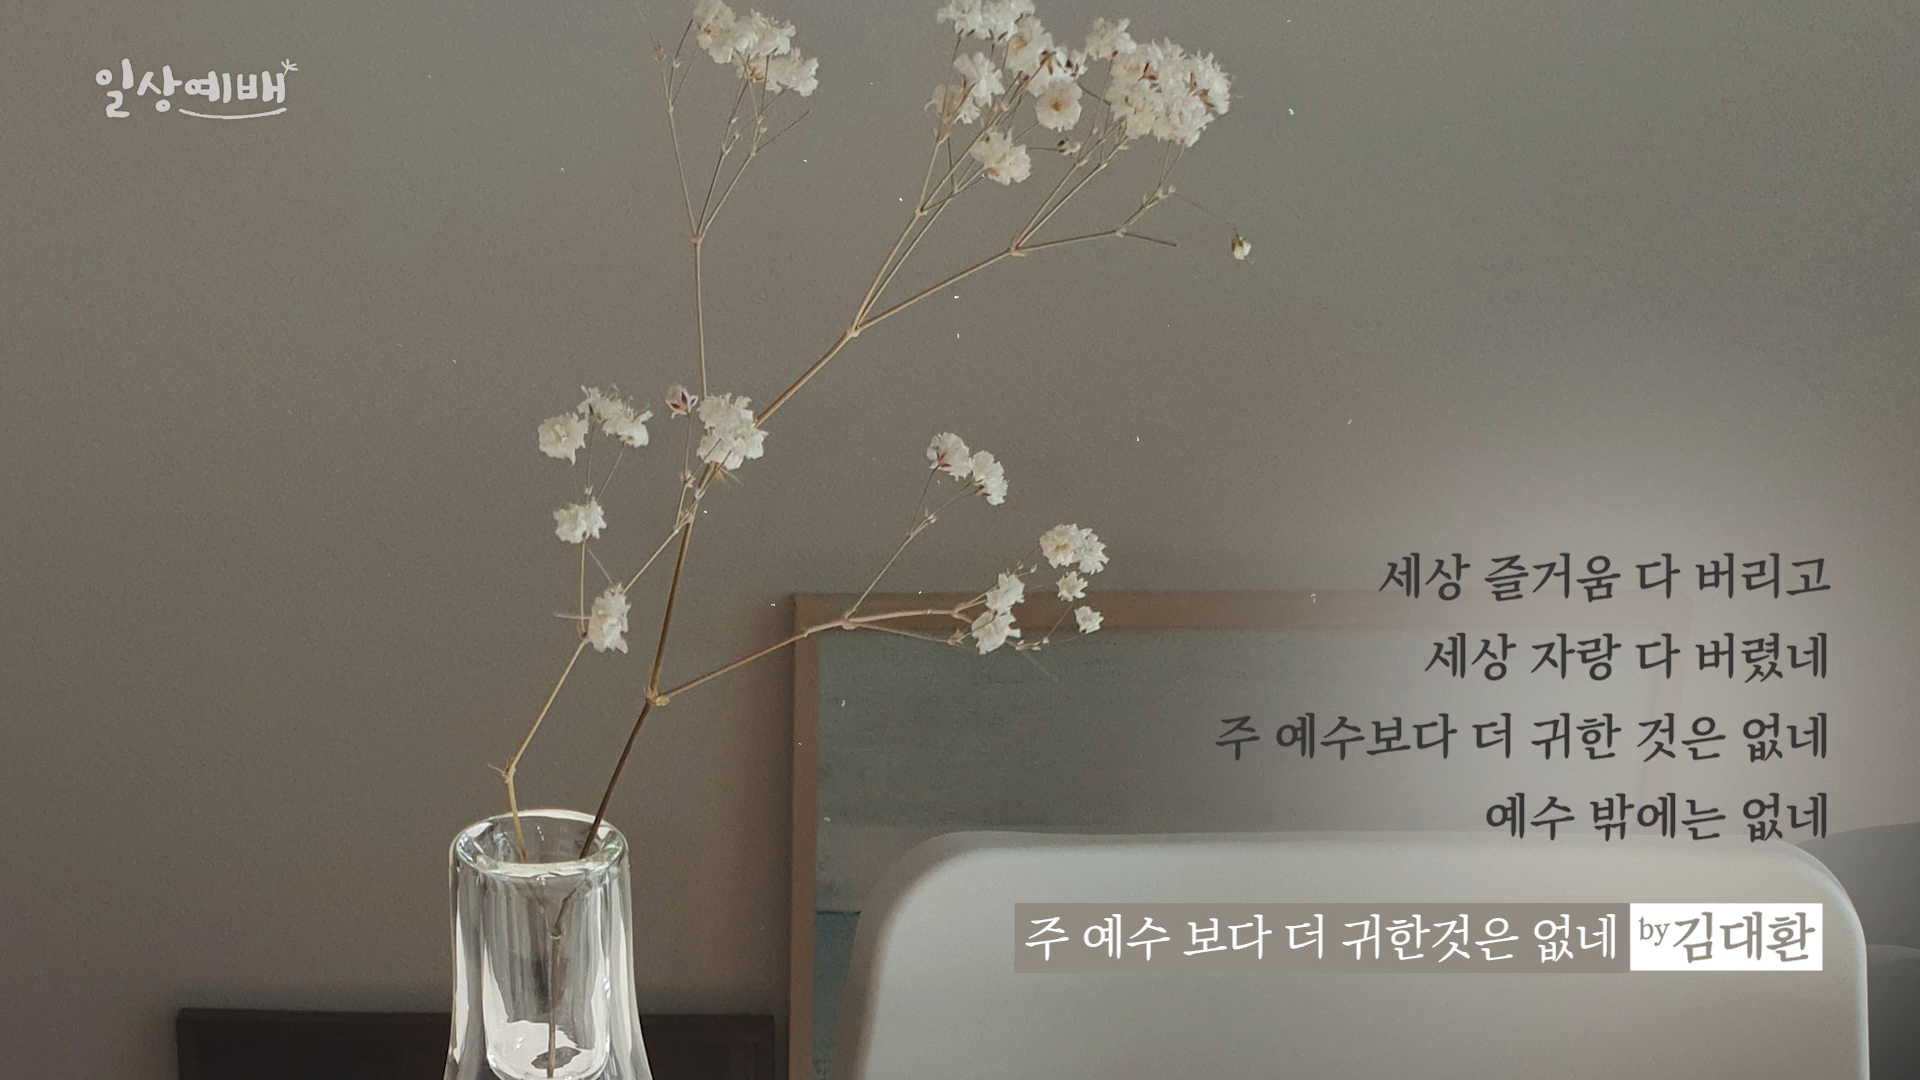 일상예배
세상 즐거움 다 버리고
세상 자랑 다 버렸네
주 예수보다 더 귀한 것은 없네
예수 밖에는 없네
주 예수 보다 더 귀한것은 없네 by 김대환